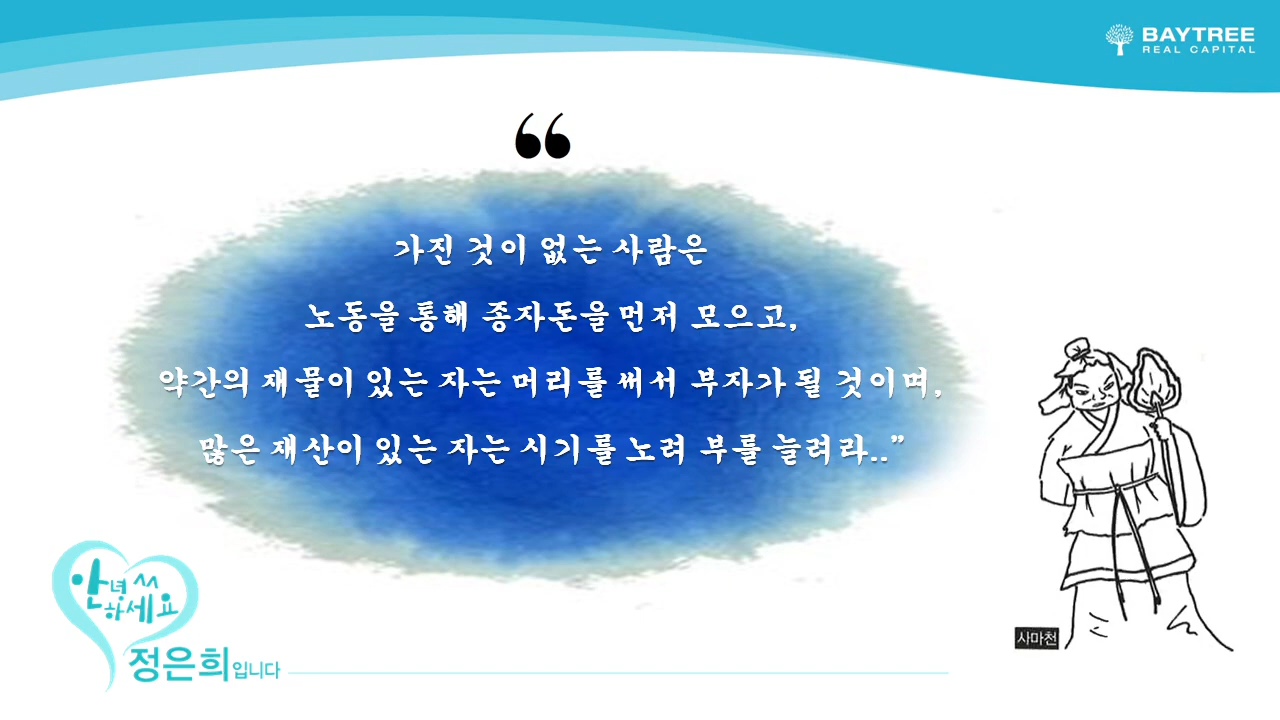 BAYTREE
REAL CAPITAL
“
가진 것이 없는 사람은
노동을 통해 종자돈을 먼저 모으고,
약간의 재물이 있는 자는 머리를 써서 부자가 될 것이며,
많은 재산이 있는 자는 시기를 노려 부를 늘려라..”
사마천
안녕^^
하세요
정은희입니다